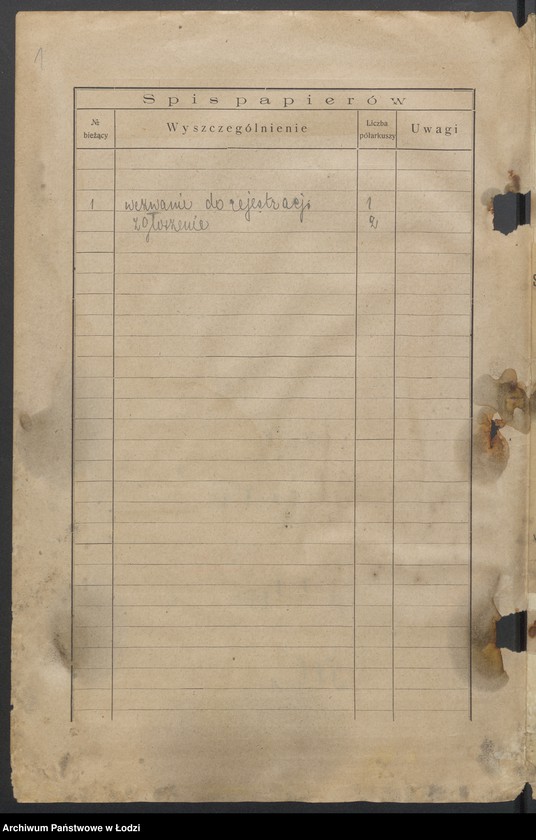 1
Spis papierów
№ bieżący Wyszczególnienie Liczba półarkuszy Uwagi
1 wezwanie do rejestracji 1
zgłoszenie 2
Archiwum Państwowe w Łodzi